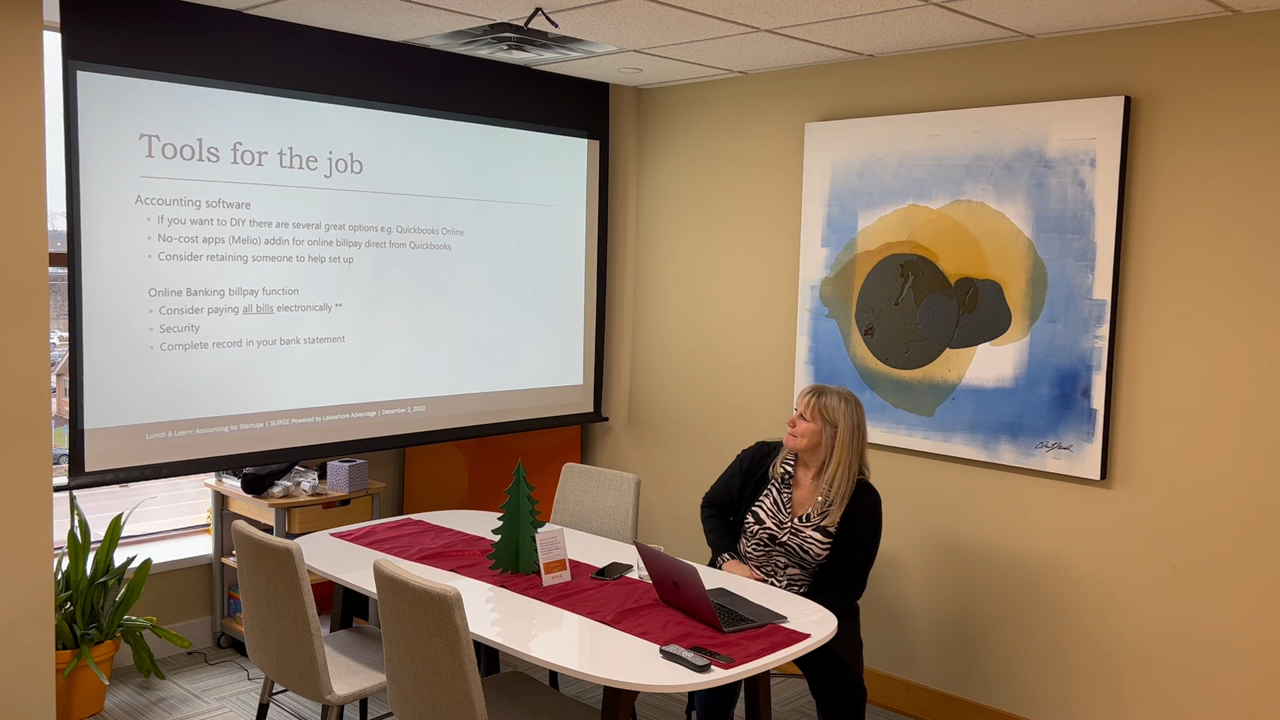 Tools for the job
Accounting software
◦ If you want to DIY there are several great options e.g. Quickbooks Online
◦ No-cost apps (Melio) addin for online billpay direct from Quickbooks
◦ Consider retaining someone to help set up
Online Banking billpay function
◦ Consider paying all bills electronically **
◦ Security
◦ Complete record in your bank statement
Lunch & Learn: Accounting for Startups | SURGE Powered by Lakeshore Advantage | December 2, 2022